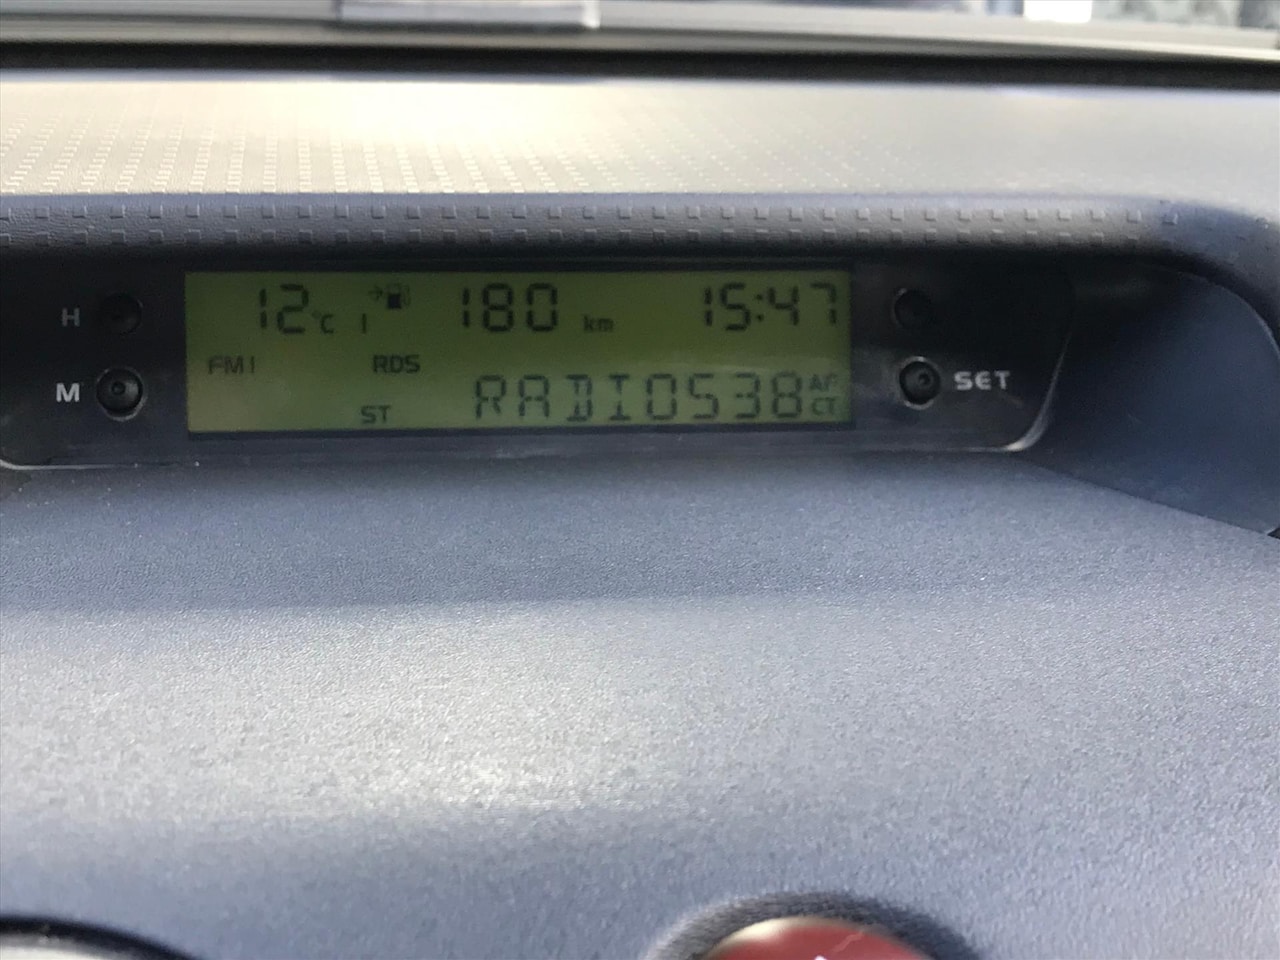 H 12°C 180 km 15:47
FM1 RDS
M ST RADIO538 AF SET
CT